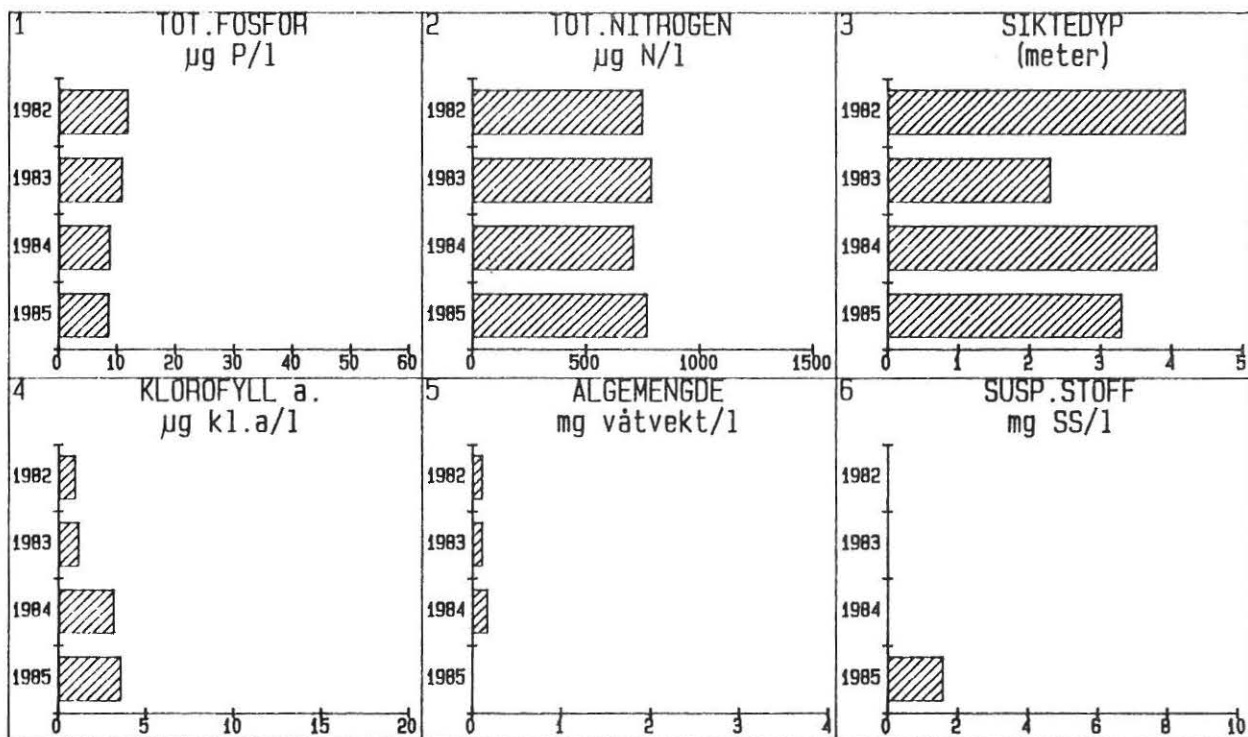 1
TOT.FOSFOR
µg P/l
1982
1983
1984
1985
0 10 20 30 40 50 60
2
TOT.NITROGEN
µg N/l
1982
1983
1984
1985
0 500 1000 1500
3
SIKTEDYP
(meter)
1982
1983
1984
1985
0 1 2 3 4 5
4
KLOROFYLL a.
µg kl.a/l
1982
1983
1984
1985
0 5 10 15 20
5
ALGEMENGDE
mg våtvekt/l
1982
1983
1984
1985
0 1 2 3 4
6
SUSP.STOFF
mg SS/l
1982
1983
1984
1985
0 2 4 6 8 10